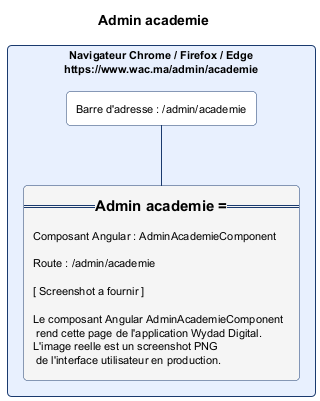 Admin academie
Navigateur Chrome / Firefox / Edge
https://www.wac.ma/admin/academie
Barre d'adresse : /admin/academie
Admin academie =
Composant Angular : AdminAcademieComponent
Route : /admin/academie
[ Screenshot a fournir ]
Le composant Angular AdminAcademieComponent
rend cette page de l'application Wydad Digital.
L'image reelle est un screenshot PNG
de l'interface utilisateur en production.